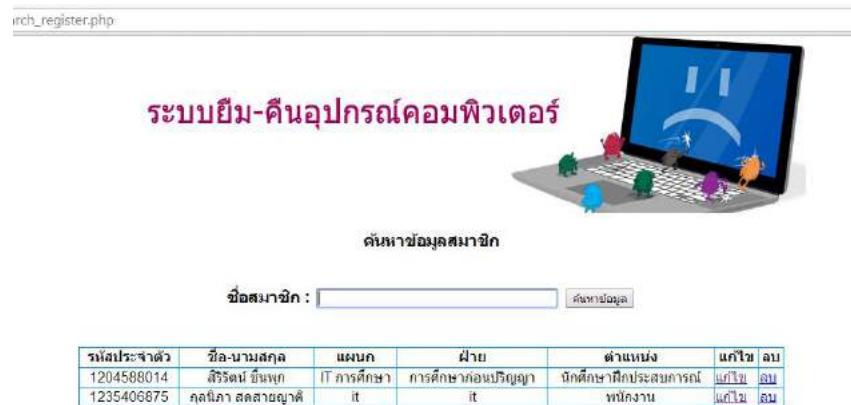 arch_register.php
ระบบยืม-คืนอุปกรณ์คอมพิวเตอร์
ค้นหาข้อมูลสมาชิก
ชื่อสมาชิก : ค้นหาข้อมูล
รหัสประจำตัว ชื่อ-นามสกุล แผนก ฝ่าย ตำแหน่ง แก้ไข ลบ
1204588014 สิริรัตน์ ชื่นพุก IT การศึกษา การศึกษาก่อนปริญญา นักศึกษาฝึกประสบการณ์ แก้ไข ลบ
1235406875 กุลนิภา สดสายญาติ it it พนักงาน แก้ไข ลบ